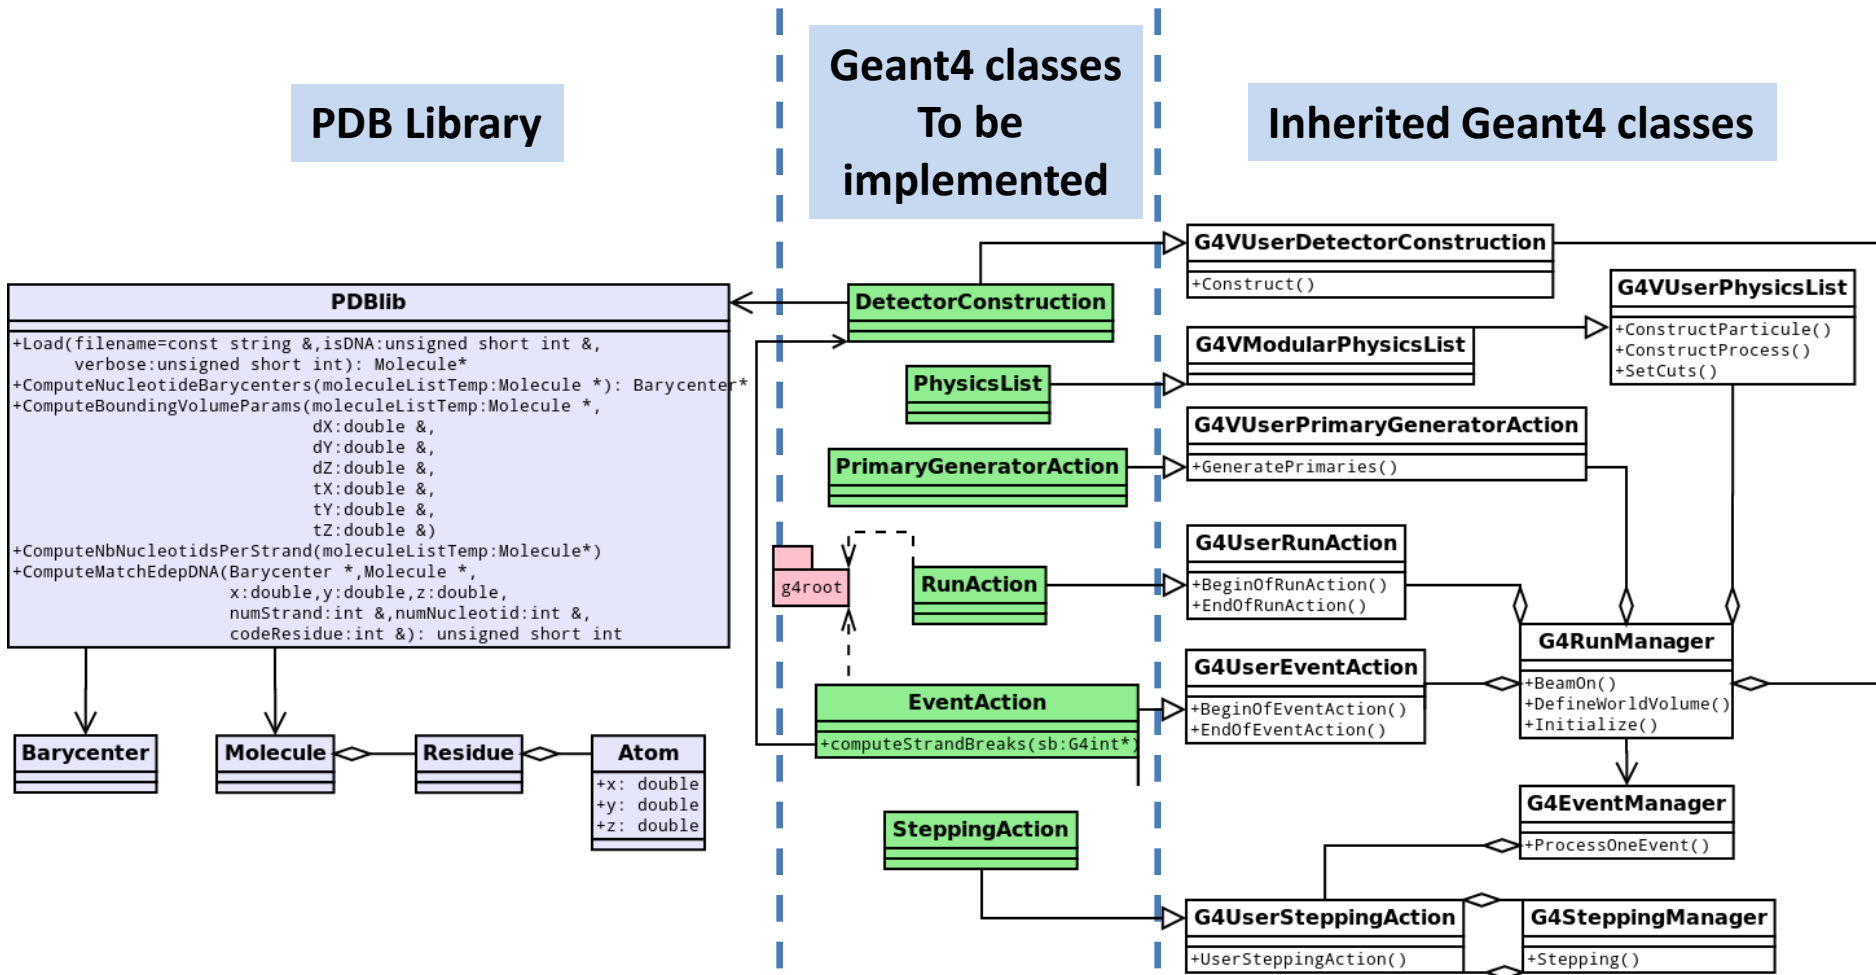 PDB Library
Geant4 classes
To be
implemented
Inherited Geant4 classes
PDBlib
+Load(filename=const string &,isDNA:unsigned short int &,
verbose:unsigned short int): Molecule*
+ComputeNucleotideBarycenters(moleculeListTemp:Molecule *): Barycenter*
+ComputeBoundingVolumeParams(moleculeListTemp:Molecule *,
dX:double &,
dY:double &,
dZ:double &,
tX:double &,
tY:double &,
tZ:double &)
+ComputeNbNucleotidsPerStrand(moleculeListTemp:Molecule*)
+ComputeMatchEdepDNA(Barycenter *,Molecule *,
x:double,y:double,z:double,
numStrand:int &,numNucleotid:int &,
codeResidue:int &): unsigned short int
Barycenter
Molecule
Residue
Atom
+x: double
+y: double
+z: double
DetectorConstruction
PhysicsList
PrimaryGeneratorAction
g4root
RunAction
EventAction
+computeStrandBreaks(sb:G4int*)
SteppingAction
G4VUserDetectorConstruction
+Construct()
G4VUserPhysicsList
+ConstructParticule()
+ConstructProcess()
+SetCuts()
G4VModularPhysicsList
G4VUserPrimaryGeneratorAction
+GeneratePrimaries()
G4UserRunAction
+BeginOfRunAction()
+EndOfRunAction()
G4RunManager
+BeamOn()
+DefineWorldVolume()
+Initialize()
G4UserEventAction
+BeginOfEventAction()
+EndOfEventAction()
G4EventManager
+ProcessOneEvent()
G4UserSteppingAction
+UserSteppingAction()
G4SteppingManager
+Stepping()